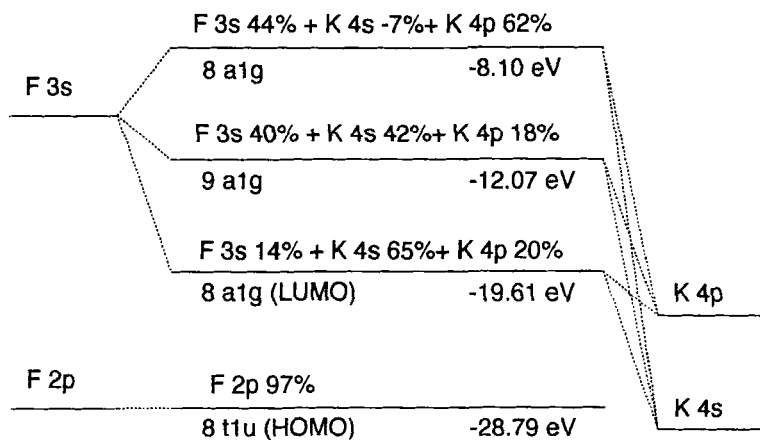 F 3s 44% + K 4s -7%+ K 4p 62%
8 a1g -8.10 eV
F 3s
F 3s 40% + K 4s 42%+ K 4p 18%
9 a1g -12.07 eV
F 3s 14% + K 4s 65%+ K 4p 20%
8 a1g (LUMO) -19.61 eV
K 4p
F 2p
F 2p 97%
8 t1u (HOMO) -28.79 eV
K 4s